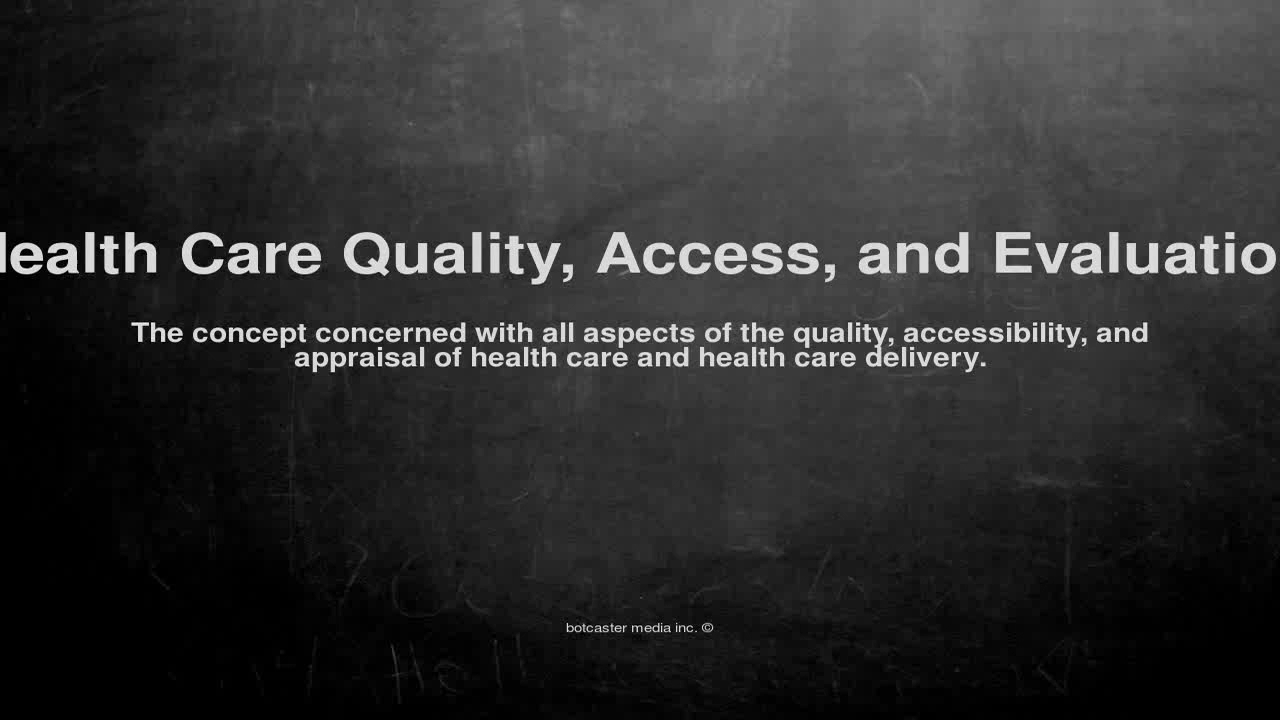 lealth Care Quality, Access, and Evaluatio
The concept concerned with all aspects of the quality, accessibility, and
appraisal of health care and health care delivery.
botcaster media inc. ©